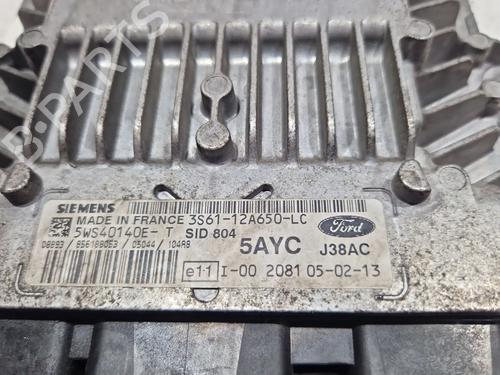 B-PARTS
SIEMENS
MADE IN FRANCE 3S61-12A650-LC
5WS40140E- T SID 804
Ford
5AYC J38AC
e11 I-00 2081 05-02-13